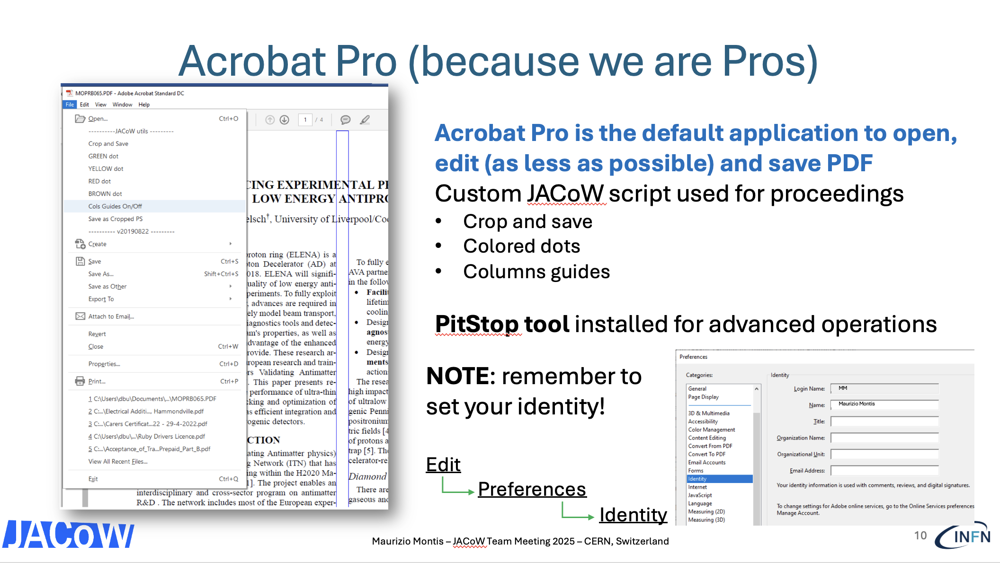 Acrobat Pro (because we are Pros)
MOPRB065.PDF - Adobe Acrobat Standard DC
File Edit View Window Help
Open... Ctrl+O
1 / 4
----------JACoW utils ---------
Crop and Save
GREEN dot
YELLOW dot
RED dot
BROWN dot
Cols Guides On/Off
Save as Cropped PS
---------- v20190822 ---------
Create
Save Ctrl+S
Save As... Shift+Ctrl+S
Save as Other
Export To
Attach to Email...
Revert
Close Ctrl+W
Properties... Ctrl+D
Print... Ctrl+P
1 C:\Users\dbu\Documents\...\MOPRB065.PDF
2 C:...\Electrical Additi..., Hammondville.pdf
3 C:...\Carers Certificat...22 - 29-4-2022.pdf
4 C:\Users\dbu\...\Ruby Drivers Licence.pdf
5 C:...\Acceptance_of_Tra...Prepaid_Part_B.pdf
View All Recent Files...
Exit Ctrl+Q
CING EXPERIMENTAL PE
LOW ENERGY ANTIPRO
elsch†, University of Liverpool/Coc
proton ring (ELENA) is a
ton Decelerator (AD) at
018. ELENA will signifi-
uality of low energy anti-
periments. To fully exploit
, advances are required in
ely model beam transport,
iagnostics tools and detec-
am's properties, as well as
dvantage of the enhanced
rovide. These research ar-
ropean research and train-
rs Validating Antimatter
. This paper presents re-
performance of ultra-thin
king and optimization of
as efficient integration and
ogenic detectors.
CTION
ating Antimatter physics)
g Network (ITN) that has
ing within the H2020 Ma-
1]. The project enables an
interdisciplinary and cross-sector program on antimatter
R&D . The network includes most of the European exper-
To fully e
AVA partne
in the follov
• Facilit
lifetim
coolin
• Design
agnost
energy
• Design
ments
action
The resea
high impact
of ultralow
genic Penni
positronium
tric fields [4
of protons a
trap [5]. The
celerator-re
Diamond
There are
gaseous and
Acrobat Pro is the default application to open,
edit (as less as possible) and save PDF
Custom JACoW script used for proceedings
• Crop and save
• Colored dots
• Columns guides
PitStop tool installed for advanced operations
NOTE: remember to
set your identity!
Edit
Preferences
Identity
Preferences
Categories:
General
Page Display
3D & Multimedia
Accessibility
Color Management
Content Editing
Convert From PDF
Convert To PDF
Email Accounts
Forms
Identity
Internet
JavaScript
Language
Measuring (2D)
Measuring (3D)
Identity
Login Name: MM
Name: Maurizio Montis
Title:
Organization Name:
Organizational Unit:
Email Address:
Your identity information is used with comments, reviews, and digital signatures.
To change settings for Adobe online services, go to the Online Services preferences
Manage Account.
JACoW
Maurizio Montis – JACoW Team Meeting 2025 – CERN, Switzerland
10
INFN